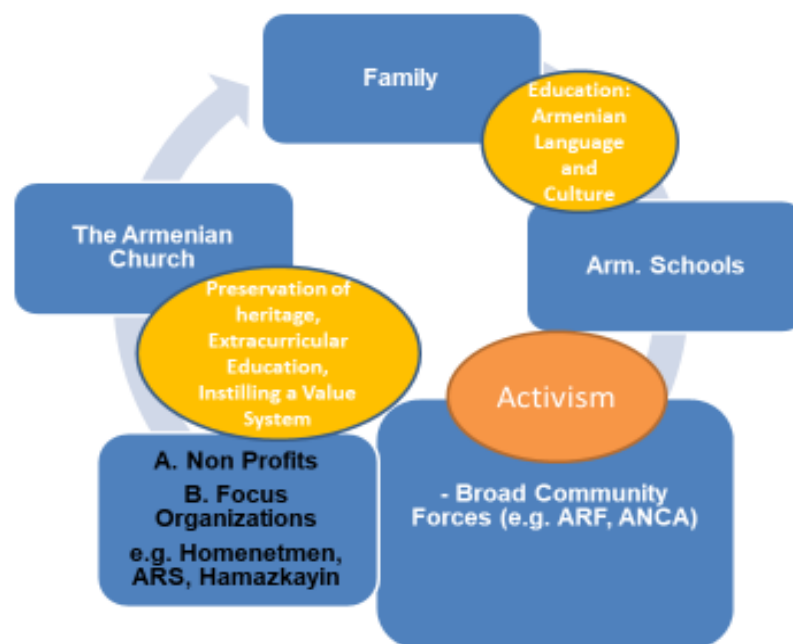 Family
Education:
Armenian
Language
and
Culture
The Armenian
Church
Arm. Schools
Preservation of
heritage,
Extracurricular
Education,
Instilling a Value
System
Activism
A. Non Profits
B. Focus
Organizations
e.g. Homenetmen,
ARS, Hamazkayin
- Broad Community
Forces (e.g. ARF, ANCA)